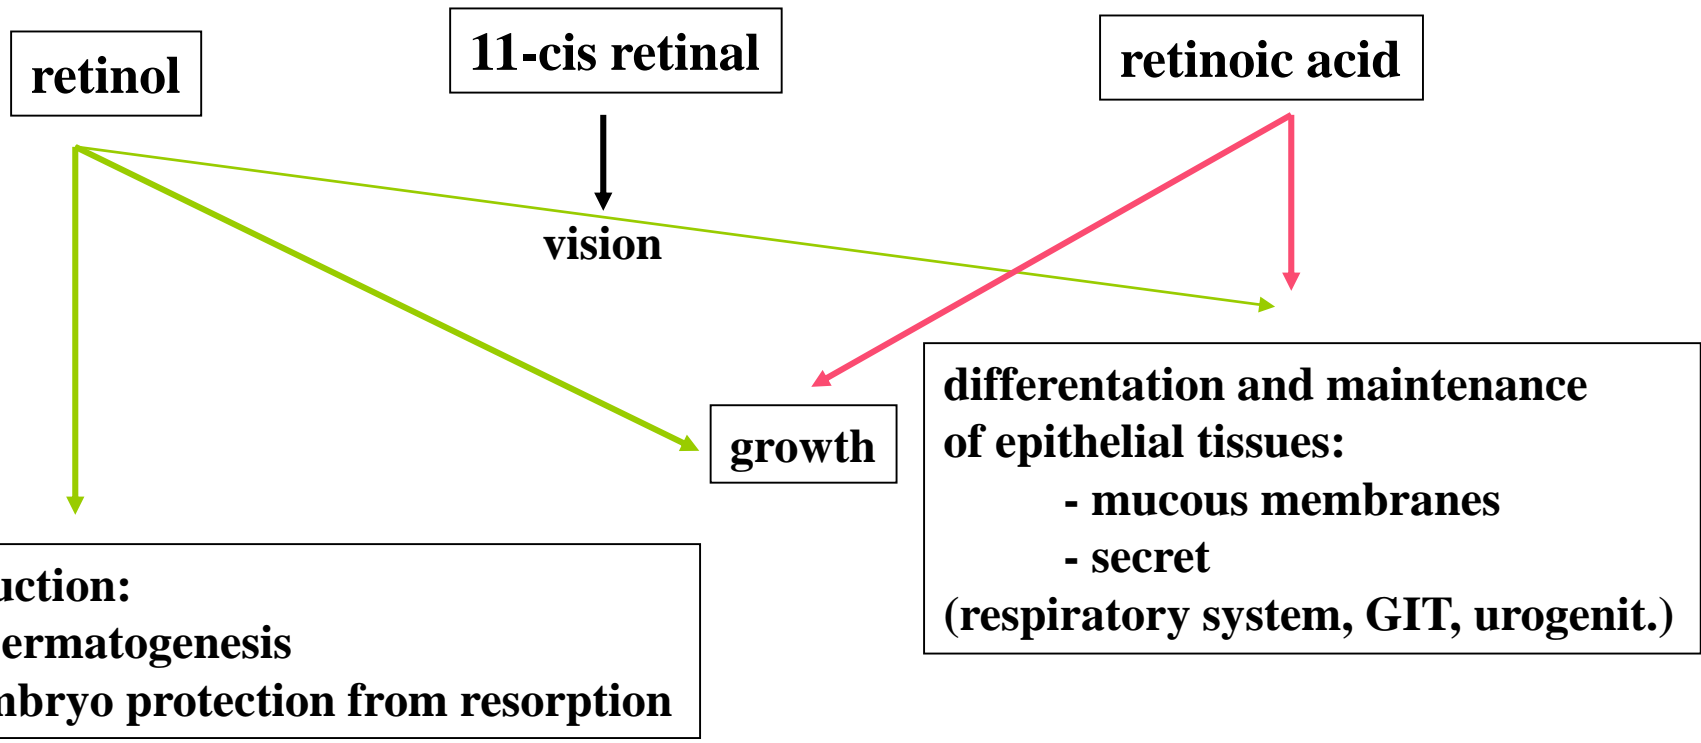 retinol
11-cis retinal
retinoic acid
vision
growth
differentation and maintenance
of epithelial tissues:
- mucous membranes
- secret
(respiratory system, GIT, urogenit.)
uction:
ermatogenesis
mbryo protection from resorption